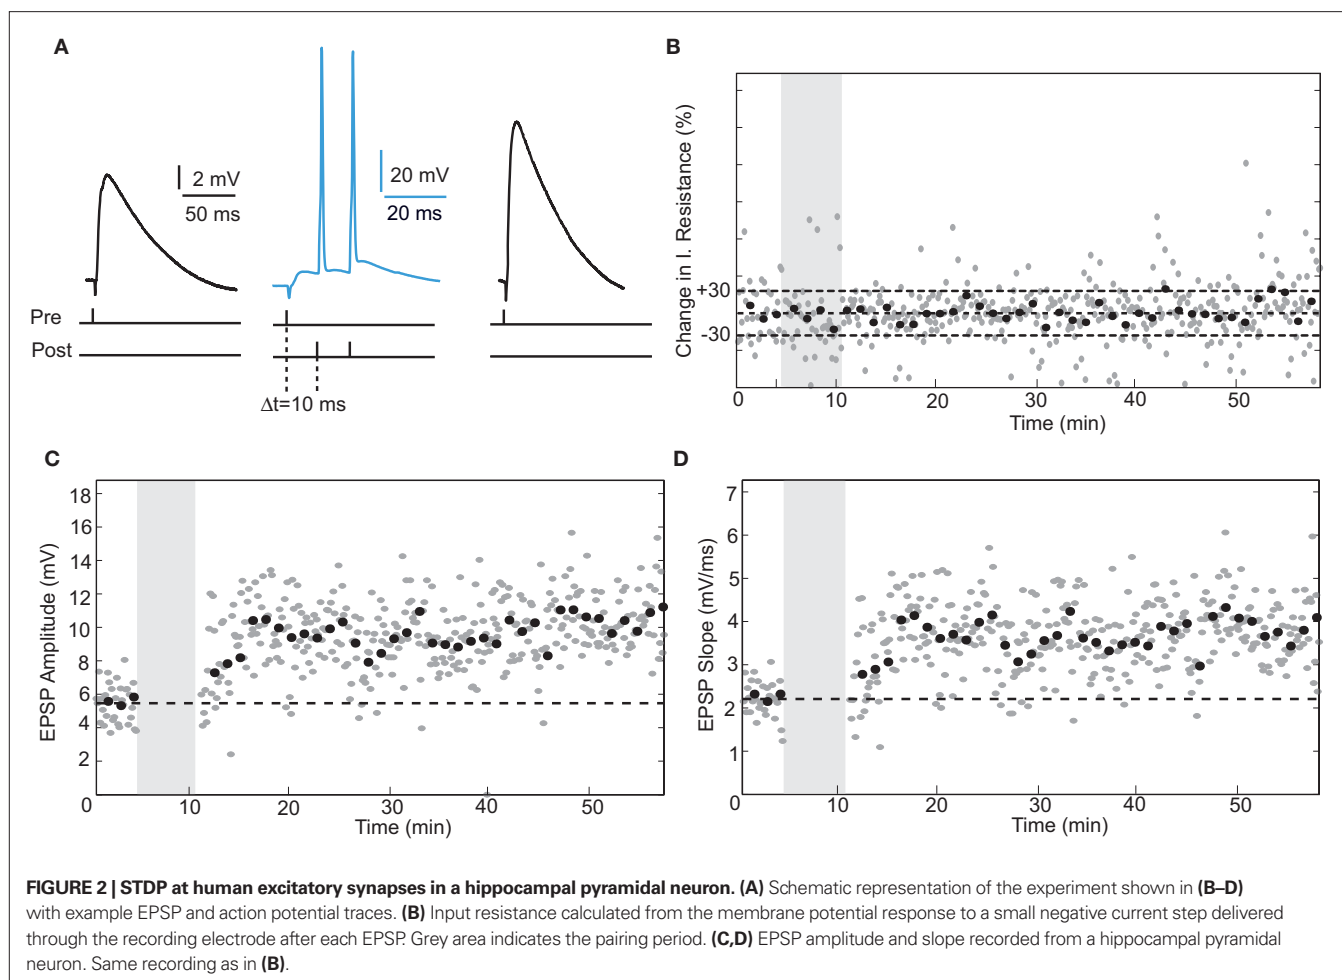 A
2 mV
50 ms
20 mV
20 ms
Pre
Post
Δt=10 ms
B
Change in I. Resistance (%)
+30
-30
0
10
20
30
40
50
Time (min)
C
EPSP Amplitude (mV)
18
16
14
12
10
8
6
4
2
0
10
20
30
40
50
Time (min)
D
EPSP Slope (mV/ms)
7
6
5
4
3
2
1
0
10
20
30
40
50
Time (min)
FIGURE 2 | STDP at human excitatory synapses in a hippocampal pyramidal neuron. (A) Schematic representation of the experiment shown in (B–D)
with example EPSP and action potential traces. (B) Input resistance calculated from the membrane potential response to a small negative current step delivered
through the recording electrode after each EPSP. Grey area indicates the pairing period. (C,D) EPSP amplitude and slope recorded from a hippocampal pyramidal
neuron. Same recording as in (B).